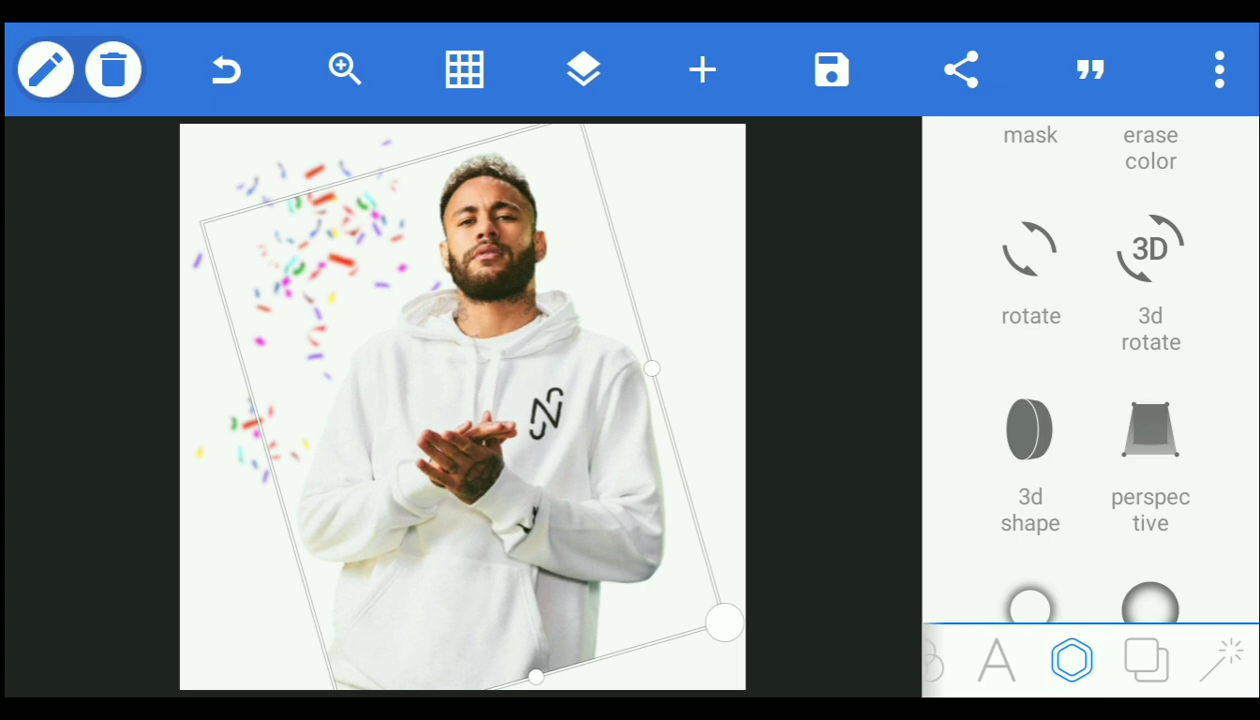 mask
erase
color
3D
rotate
3d
rotate
3d
shape
perspec
tive
A